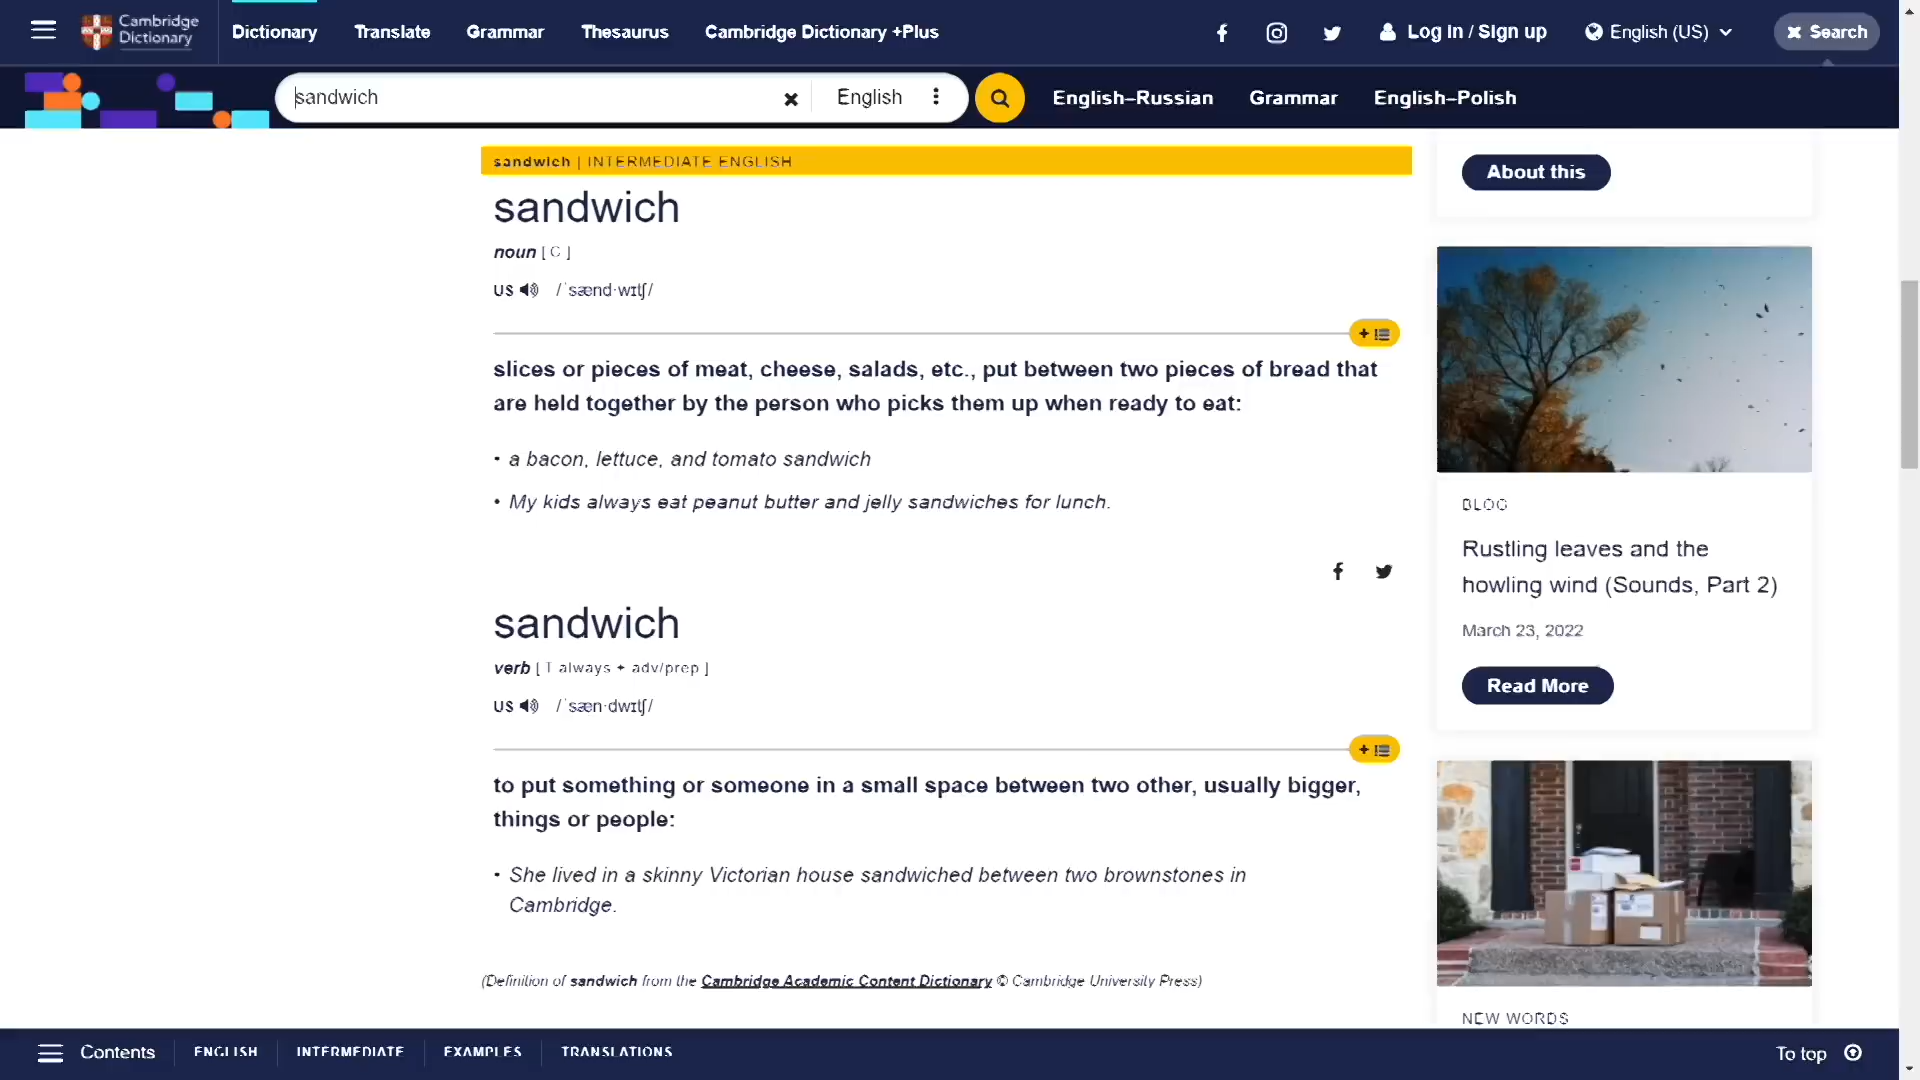 Cambridge
Dictionary
Dictionary Translate Grammar Thesaurus Cambridge Dictionary +Plus
Log in / Sign up English (US) Search
sandwich English English–Russian Grammar English–Polish
sandwich | INTERMEDIATE ENGLISH
sandwich
noun [ C ]
US /ˈsænd·wɪtʃ/
slices or pieces of meat, cheese, salads, etc., put between two pieces of bread that
are held together by the person who picks them up when ready to eat:
• a bacon, lettuce, and tomato sandwich
• My kids always eat peanut butter and jelly sandwiches for lunch.
sandwich
verb [ T always + adv/prep ]
US /ˈsæn·dwɪtʃ/
to put something or someone in a small space between two other, usually bigger,
things or people:
• She lived in a skinny Victorian house sandwiched between two brownstones in
Cambridge.
(Definition of sandwich from the Cambridge Academic Content Dictionary © Cambridge University Press)
About this
BLOG
Rustling leaves and the
howling wind (Sounds, Part 2)
March 23, 2022
Read More
NEW WORDS
Contents ENGLISH INTERMEDIATE EXAMPLES TRANSLATIONS
To top